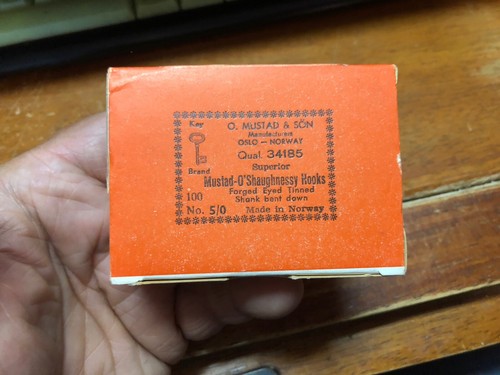 Key
O. MUSTAD & SÖN
Manufacturers
OSLO – NORWAY
Qual. 34185
Superior
Brand
Mustad-O'Shaughnessy Hooks
Forged Eyed Tinned
100
Shank bent down
No. 5/0 Made in Norway